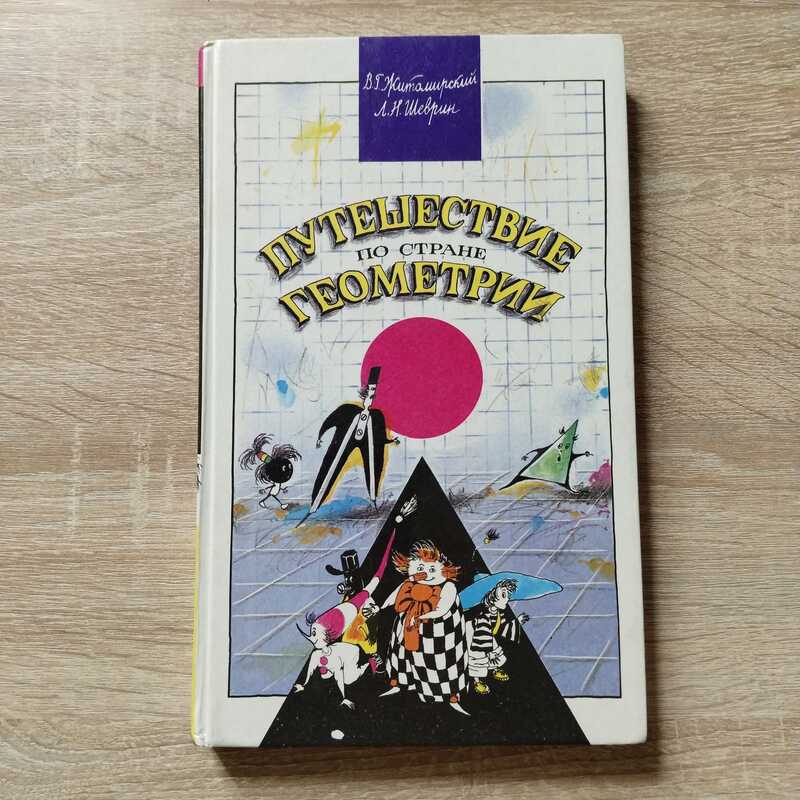 В.Г. Житомирский
Л.Н. Шеврин
ПУТЕШЕСТВИЕ
ПО СТРАНЕ
ГЕОМЕТРИИ